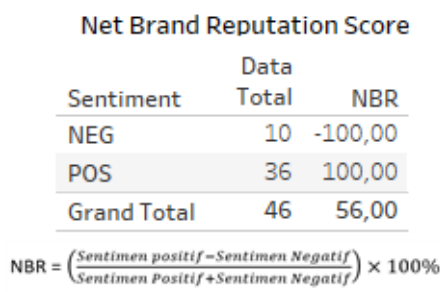 Net Brand Reputation Score
Data
Sentiment Total NBR
NEG 10 -100,00
POS 36 100,00
Grand Total 46 56,00
NBR = (Sentimen positif−Sentimen Negatif / Sentimen Positif+Sentimen Negatif) × 100%